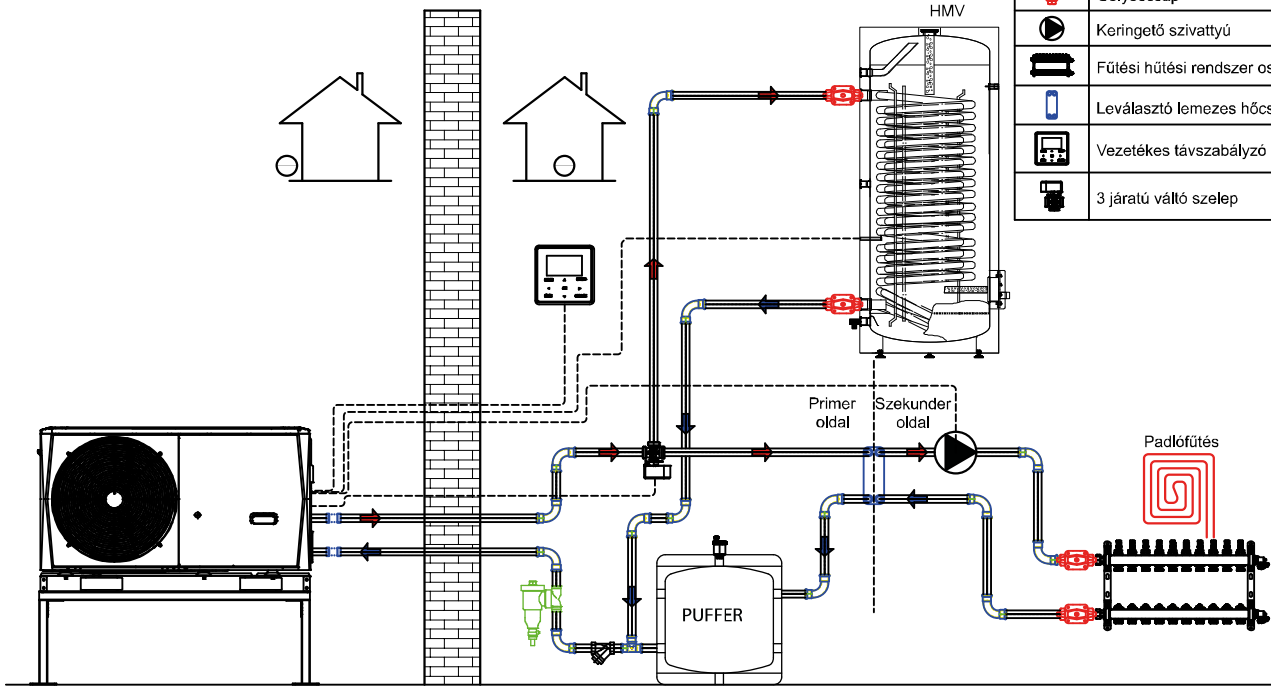 HMV
Keringető szivattyú
Fűtési hűtési rendszer os
Leválasztó lemezes hőcs
Vezetékes távszabályzó
3 járatú váltó szelep
Primer
oldal
Szekunder
oldal
Padlófűtés
PUFFER